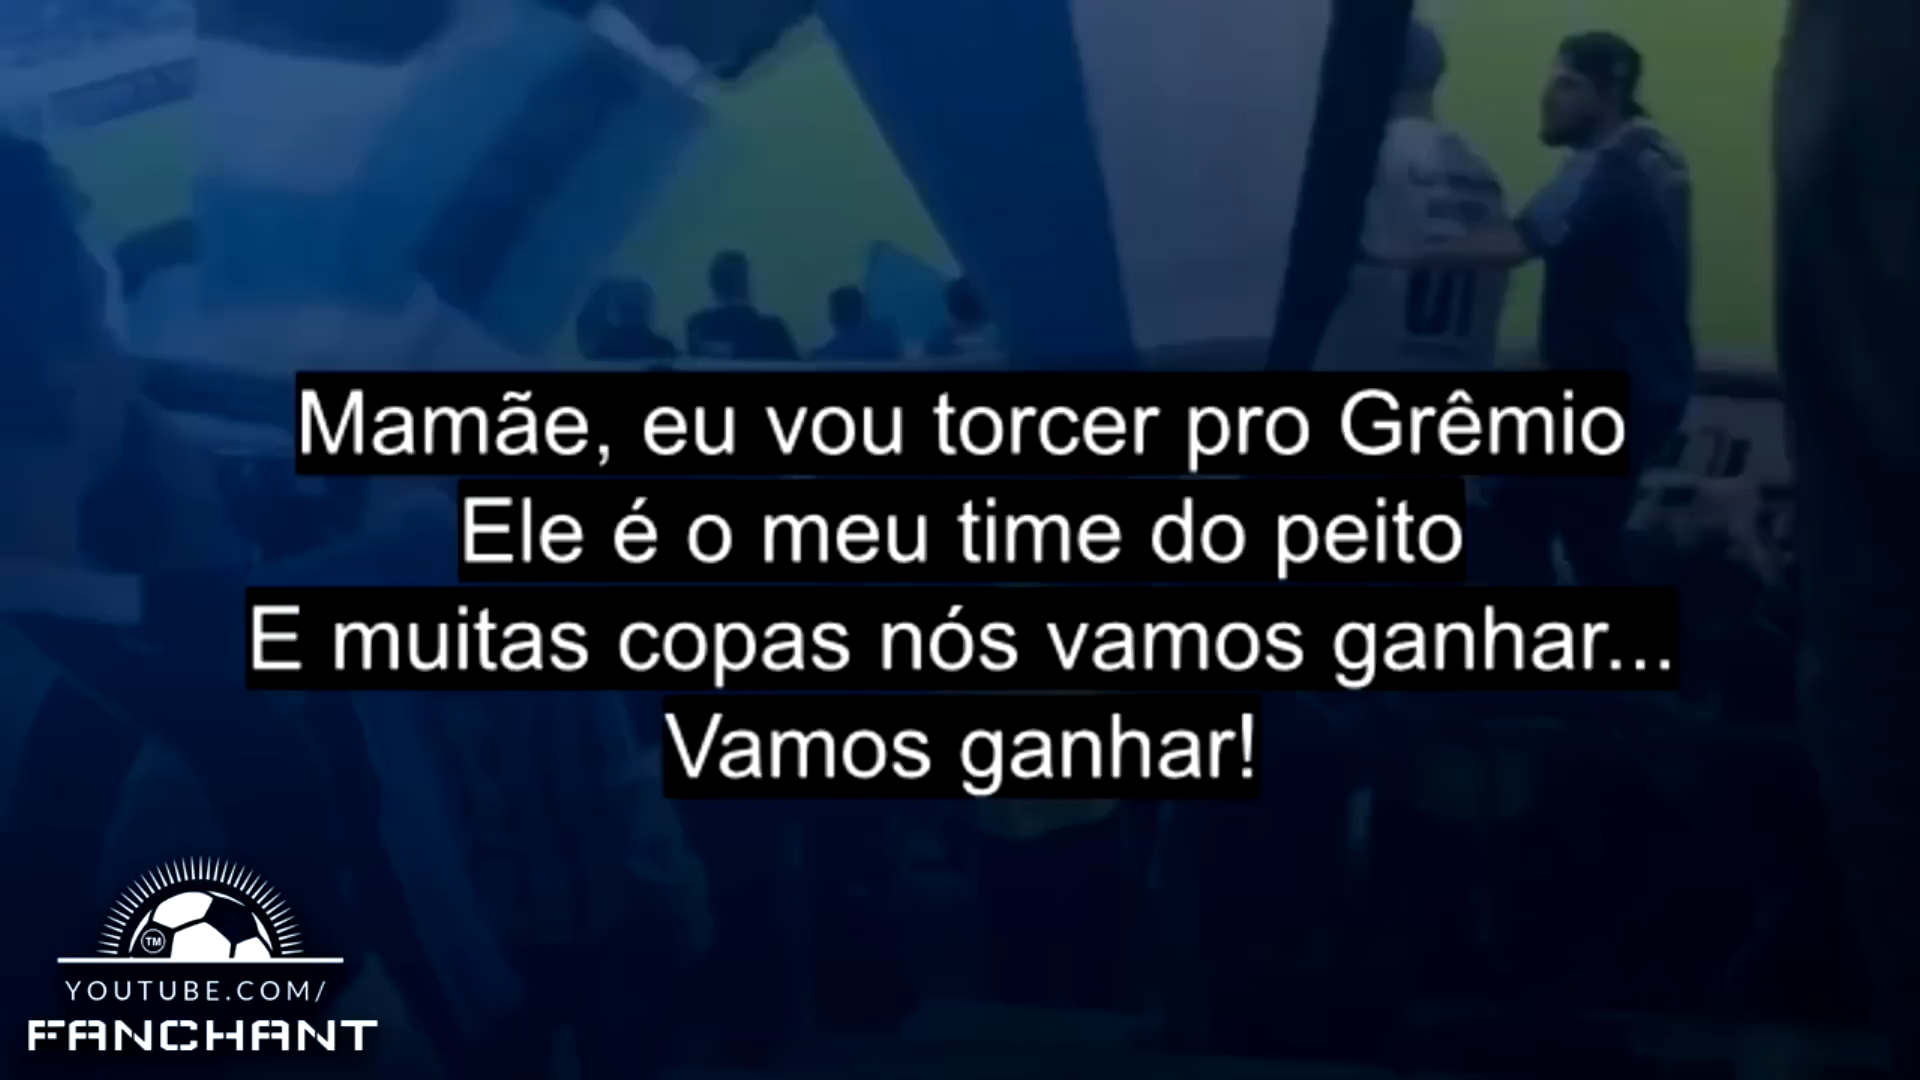 Mamãe, eu vou torcer pro Grêmio
Ele é o meu time do peito
E muitas copas nós vamos ganhar...
Vamos ganhar!
TM
YOUTUBE.COM/
FANCHANT